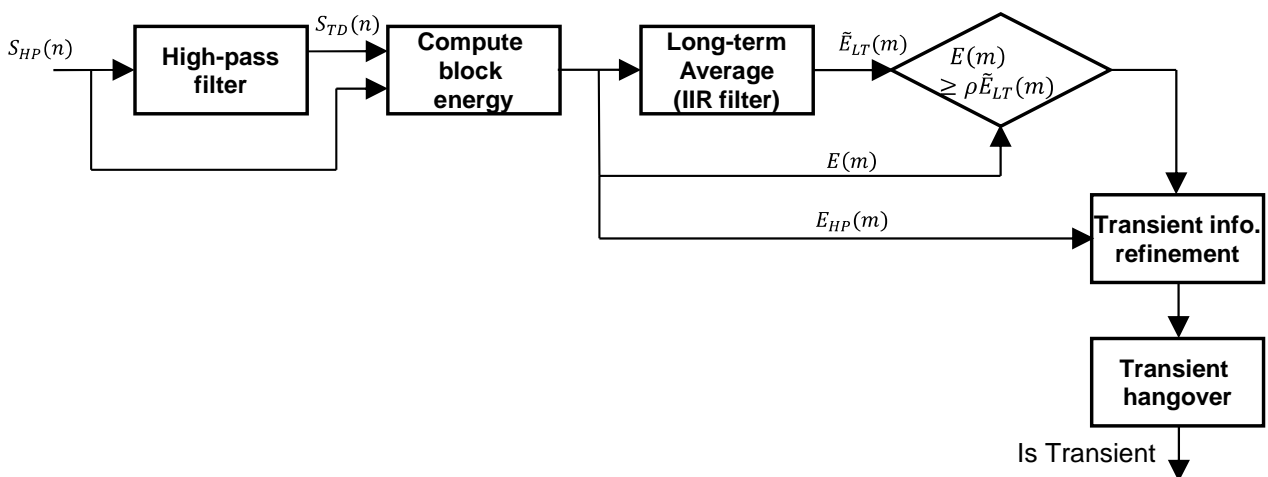 S_HP(n)
High-pass
filter
S_TD(n)
Compute
block
energy
Long-term
Average
(IIR filter)
Ẽ_LT(m)
E(m)
≥ ρẼ_LT(m)
E(m)
E_HP(m)
Transient info.
refinement
Transient
hangover
Is Transient